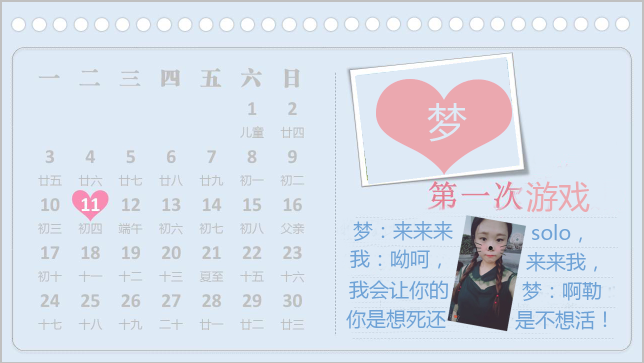 一 二 三 四 五 六 日
1 2
儿童 廿四
3 4 5 6 7 8 9
廿五 廿六 廿七 廿八 廿九 初一 初二
10 11 12 13 14 15 16
初三 初四 端午 初六 初七 初八 父亲
17 18 19 20 21 22 23
初十 十一 十二 十三 夏至 十五 十六
24 25 26 27 28 29 30
十七 十八 十九 二十 廿一 廿二 廿三
梦
第一次游戏
梦：来来来 solo，
我：呦呵， 来来我，
我会让你的 梦：啊勒
你是想死还 是不想活！